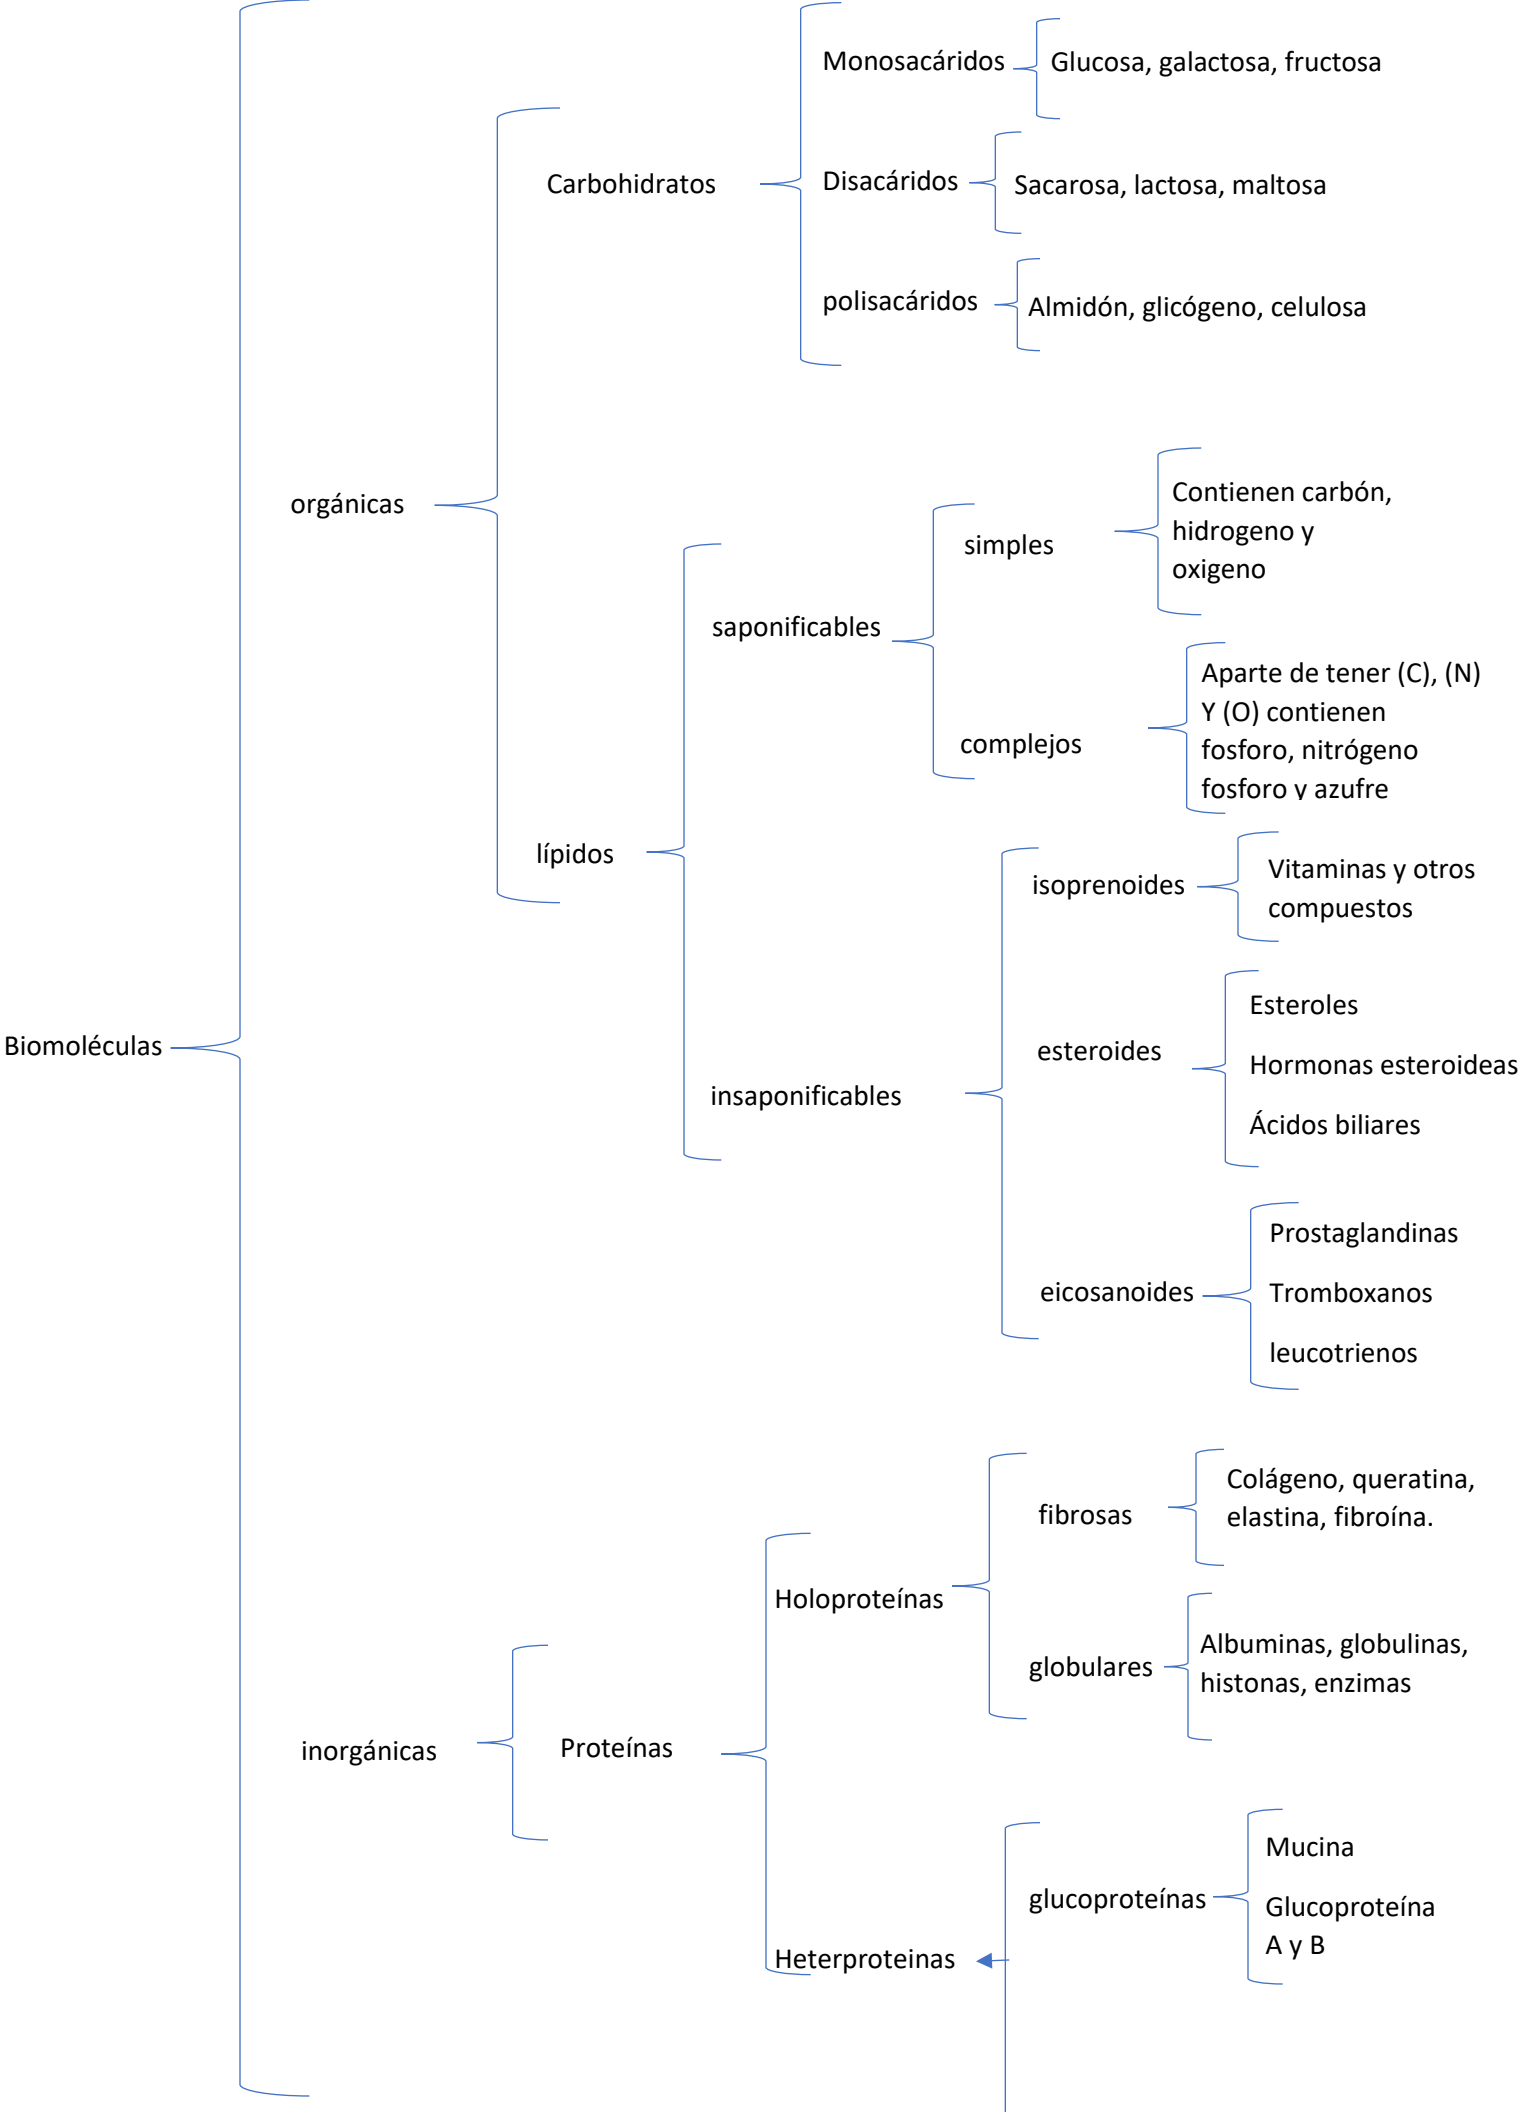 Monosacáridos
Glucosa, galactosa, fructosa
Carbohidratos
Disacáridos
Sacarosa, lactosa, maltosa
polisacáridos
Almidón, glicógeno, celulosa
orgánicas
simples
Contienen carbón,
hidrogeno y
oxigeno
saponificables
complejos
Aparte de tener (C), (N)
Y (O) contienen
fosforo, nitrógeno
fosforo y azufre
lípidos
isoprenoides
Vitaminas y otros
compuestos
Biomoléculas
esteroides
Esteroles
Hormonas esteroideas
Ácidos biliares
insaponificables
eicosanoides
Prostaglandinas
Tromboxanos
leucotrienos
fibrosas
Colágeno, queratina,
elastina, fibroína.
Holoproteínas
globulares
Albuminas, globulinas,
histonas, enzimas
inorgánicas
Proteínas
glucoproteínas
Mucina
Glucoproteína
A y B
Heterproteinas